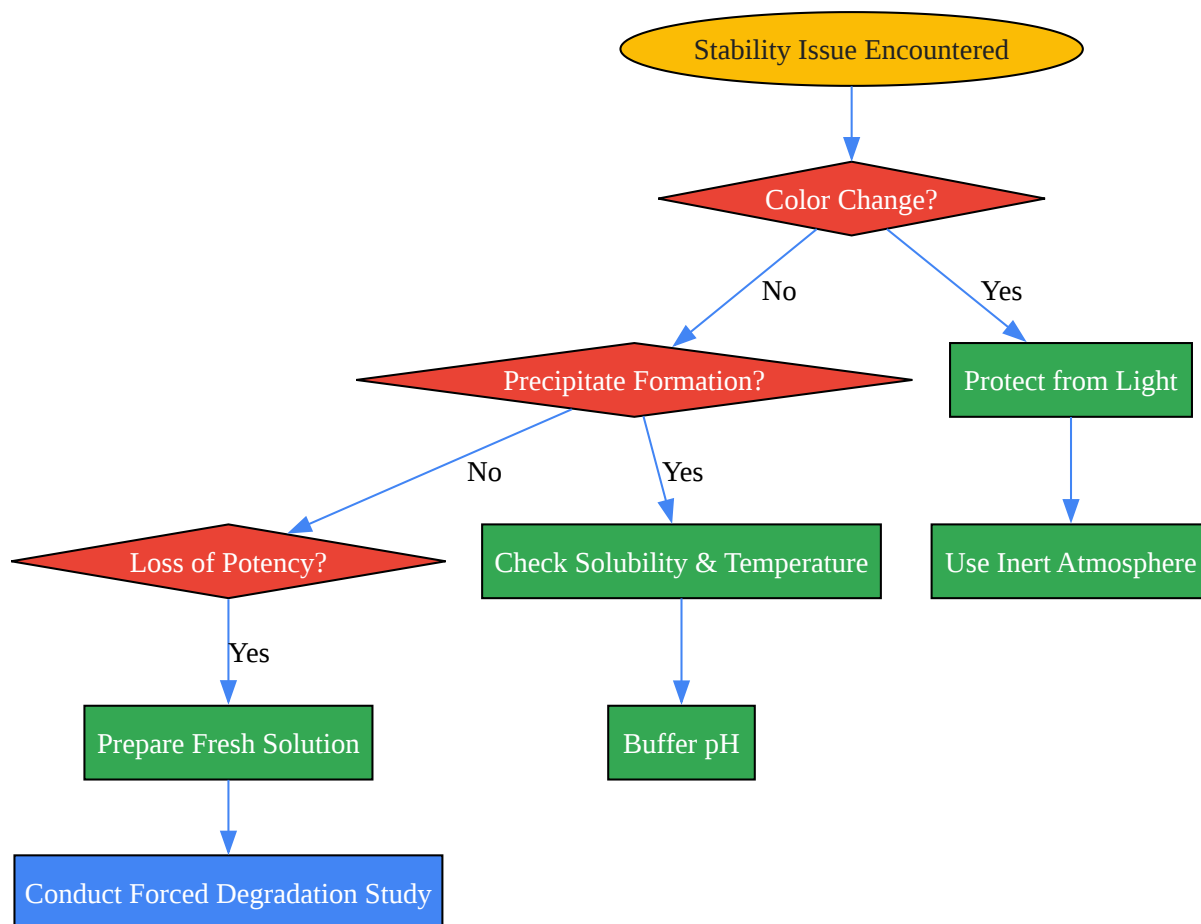 Stability Issue Encountered
Color Change?
No
Yes
Precipitate Formation?
Protect from Light
No
Yes
Loss of Potency?
Check Solubility & Temperature
Use Inert Atmosphere
Yes
Prepare Fresh Solution
Buffer pH
Conduct Forced Degradation Study